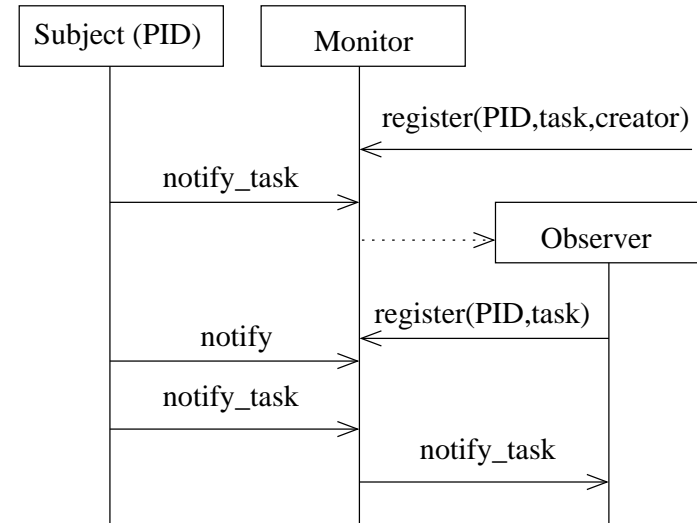 Subject (PID)
Monitor
register(PID,task,creator)
notify_task
Observer
register(PID,task)
notify
notify_task
notify_task